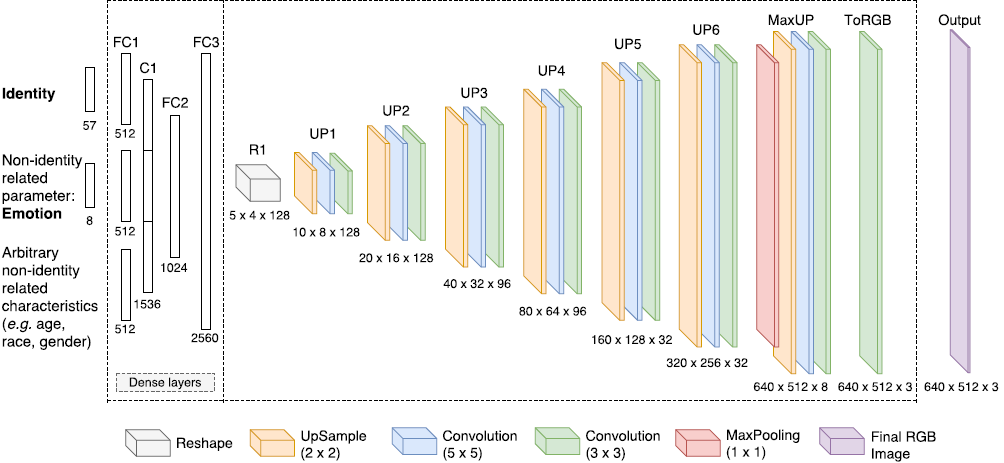 Identity
57
Non-identity
related
parameter:
Emotion
8
Arbitrary
non-identity
related
characteristics
(e.g. age,
race, gender)
FC1
512
512
512
C1
1536
FC2
1024
FC3
2560
Dense layers
R1
5 x 4 x 128
UP1
10 x 8 x 128
UP2
20 x 16 x 128
UP3
40 x 32 x 96
UP4
80 x 64 x 96
UP5
160 x 128 x 32
UP6
320 x 256 x 32
MaxUP
640 x 512 x 8
ToRGB
640 x 512 x 3
Output
640 x 512 x 3
Reshape
UpSample
(2 x 2)
Convolution
(5 x 5)
Convolution
(3 x 3)
MaxPooling
(1 x 1)
Final RGB
Image